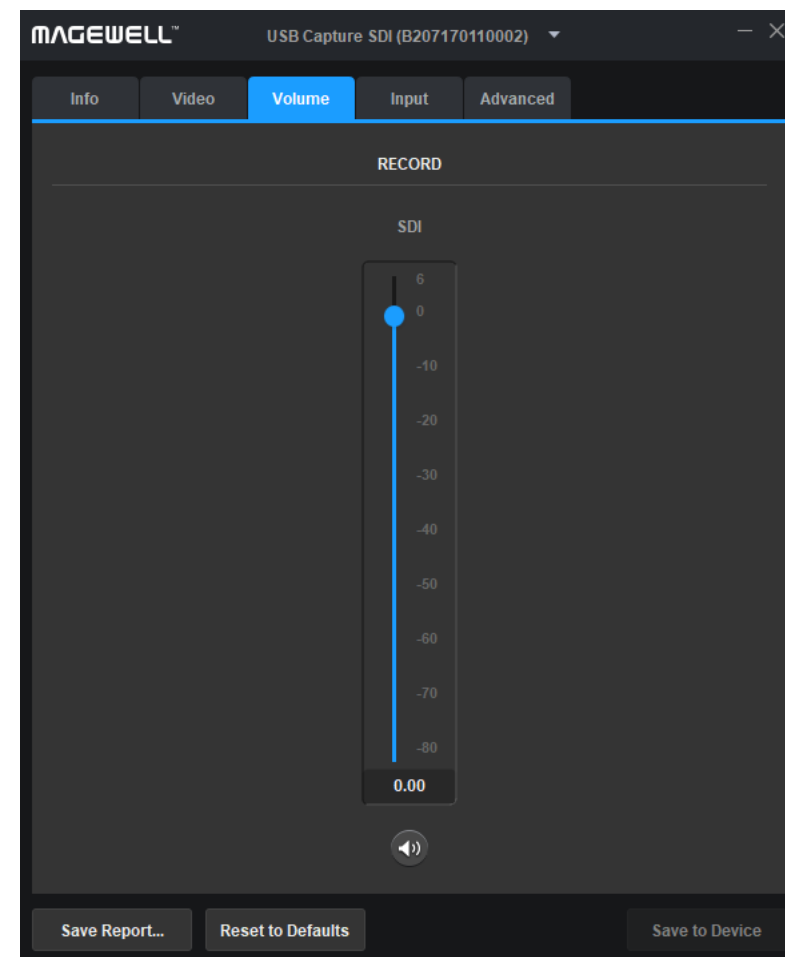 MAGEWELL™ USB Capture SDI (B207170110002)
Info Video Volume Input Advanced
RECORD
SDI
6
0
-10
-20
-30
-40
-50
-60
-70
-80
0.00
Save Report... Reset to Defaults Save to Device